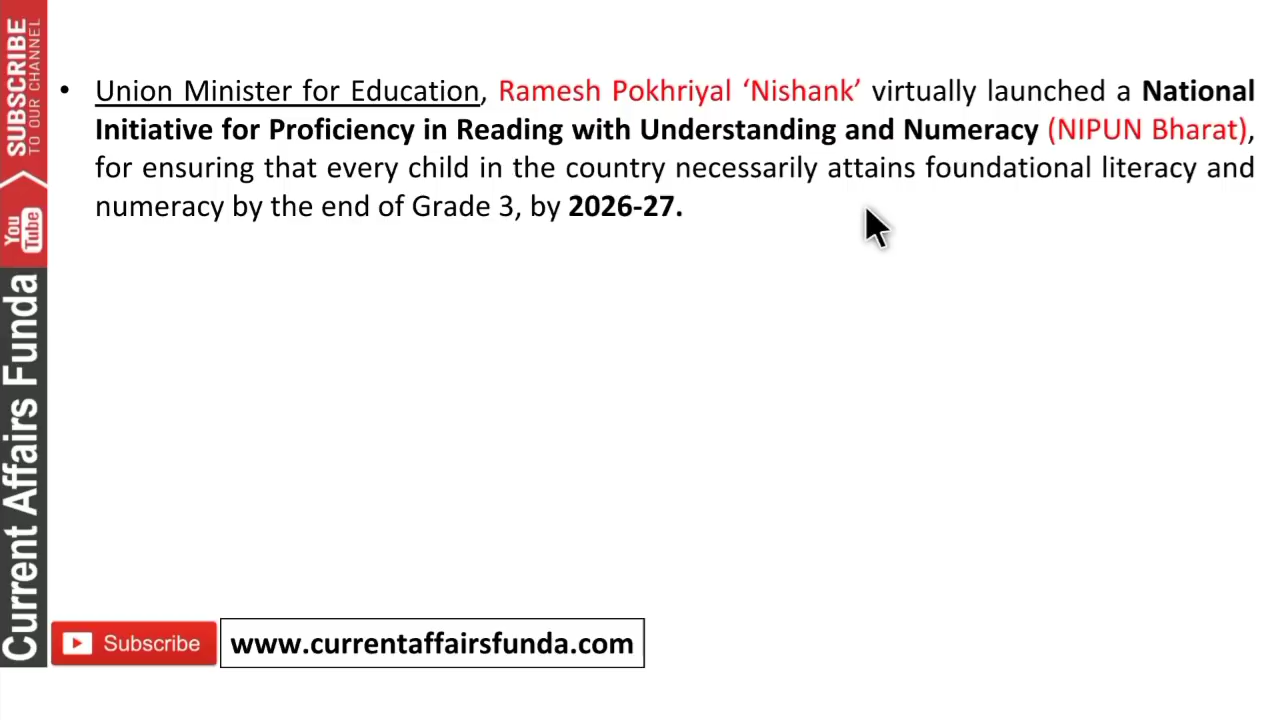 SUBSCRIBE
TO OUR CHANNEL
You
Tube
Current Affairs Funda
• Union Minister for Education, Ramesh Pokhriyal ‘Nishank’ virtually launched a National
Initiative for Proficiency in Reading with Understanding and Numeracy (NIPUN Bharat),
for ensuring that every child in the country necessarily attains foundational literacy and
numeracy by the end of Grade 3, by 2026-27.
Subscribe
www.currentaffairsfunda.com